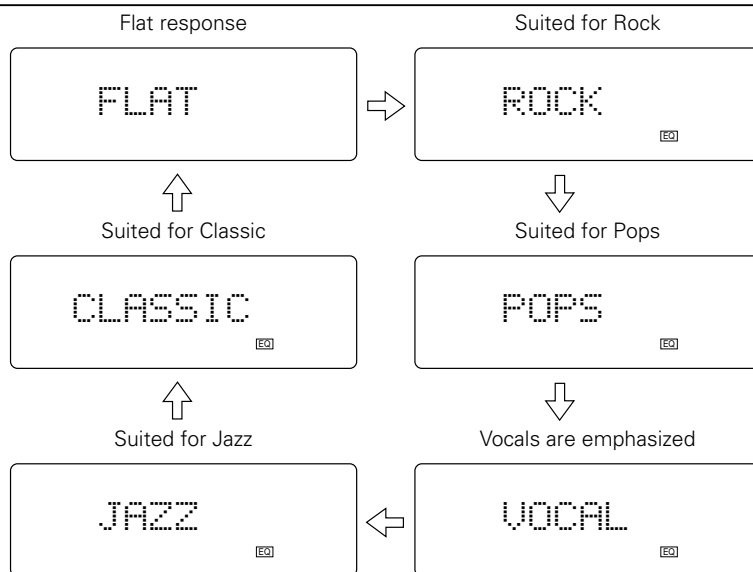 Flat response
Suited for Rock
FLAT
ROCK
EQ
Suited for Classic
Suited for Pops
CLASSIC
POPS
EQ
EQ
Suited for Jazz
Vocals are emphasized
JAZZ
VOCAL
EQ
EQ